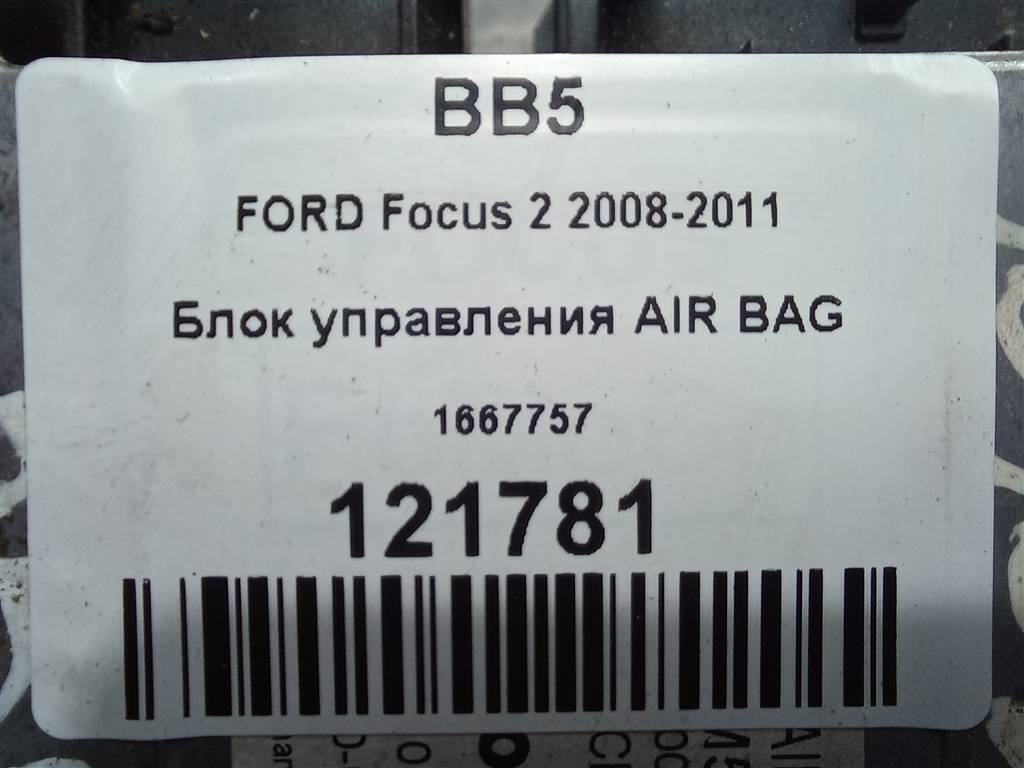 BB5
FORD Focus 2 2008-2011
Блок управления AIR BAG
1667757
121781